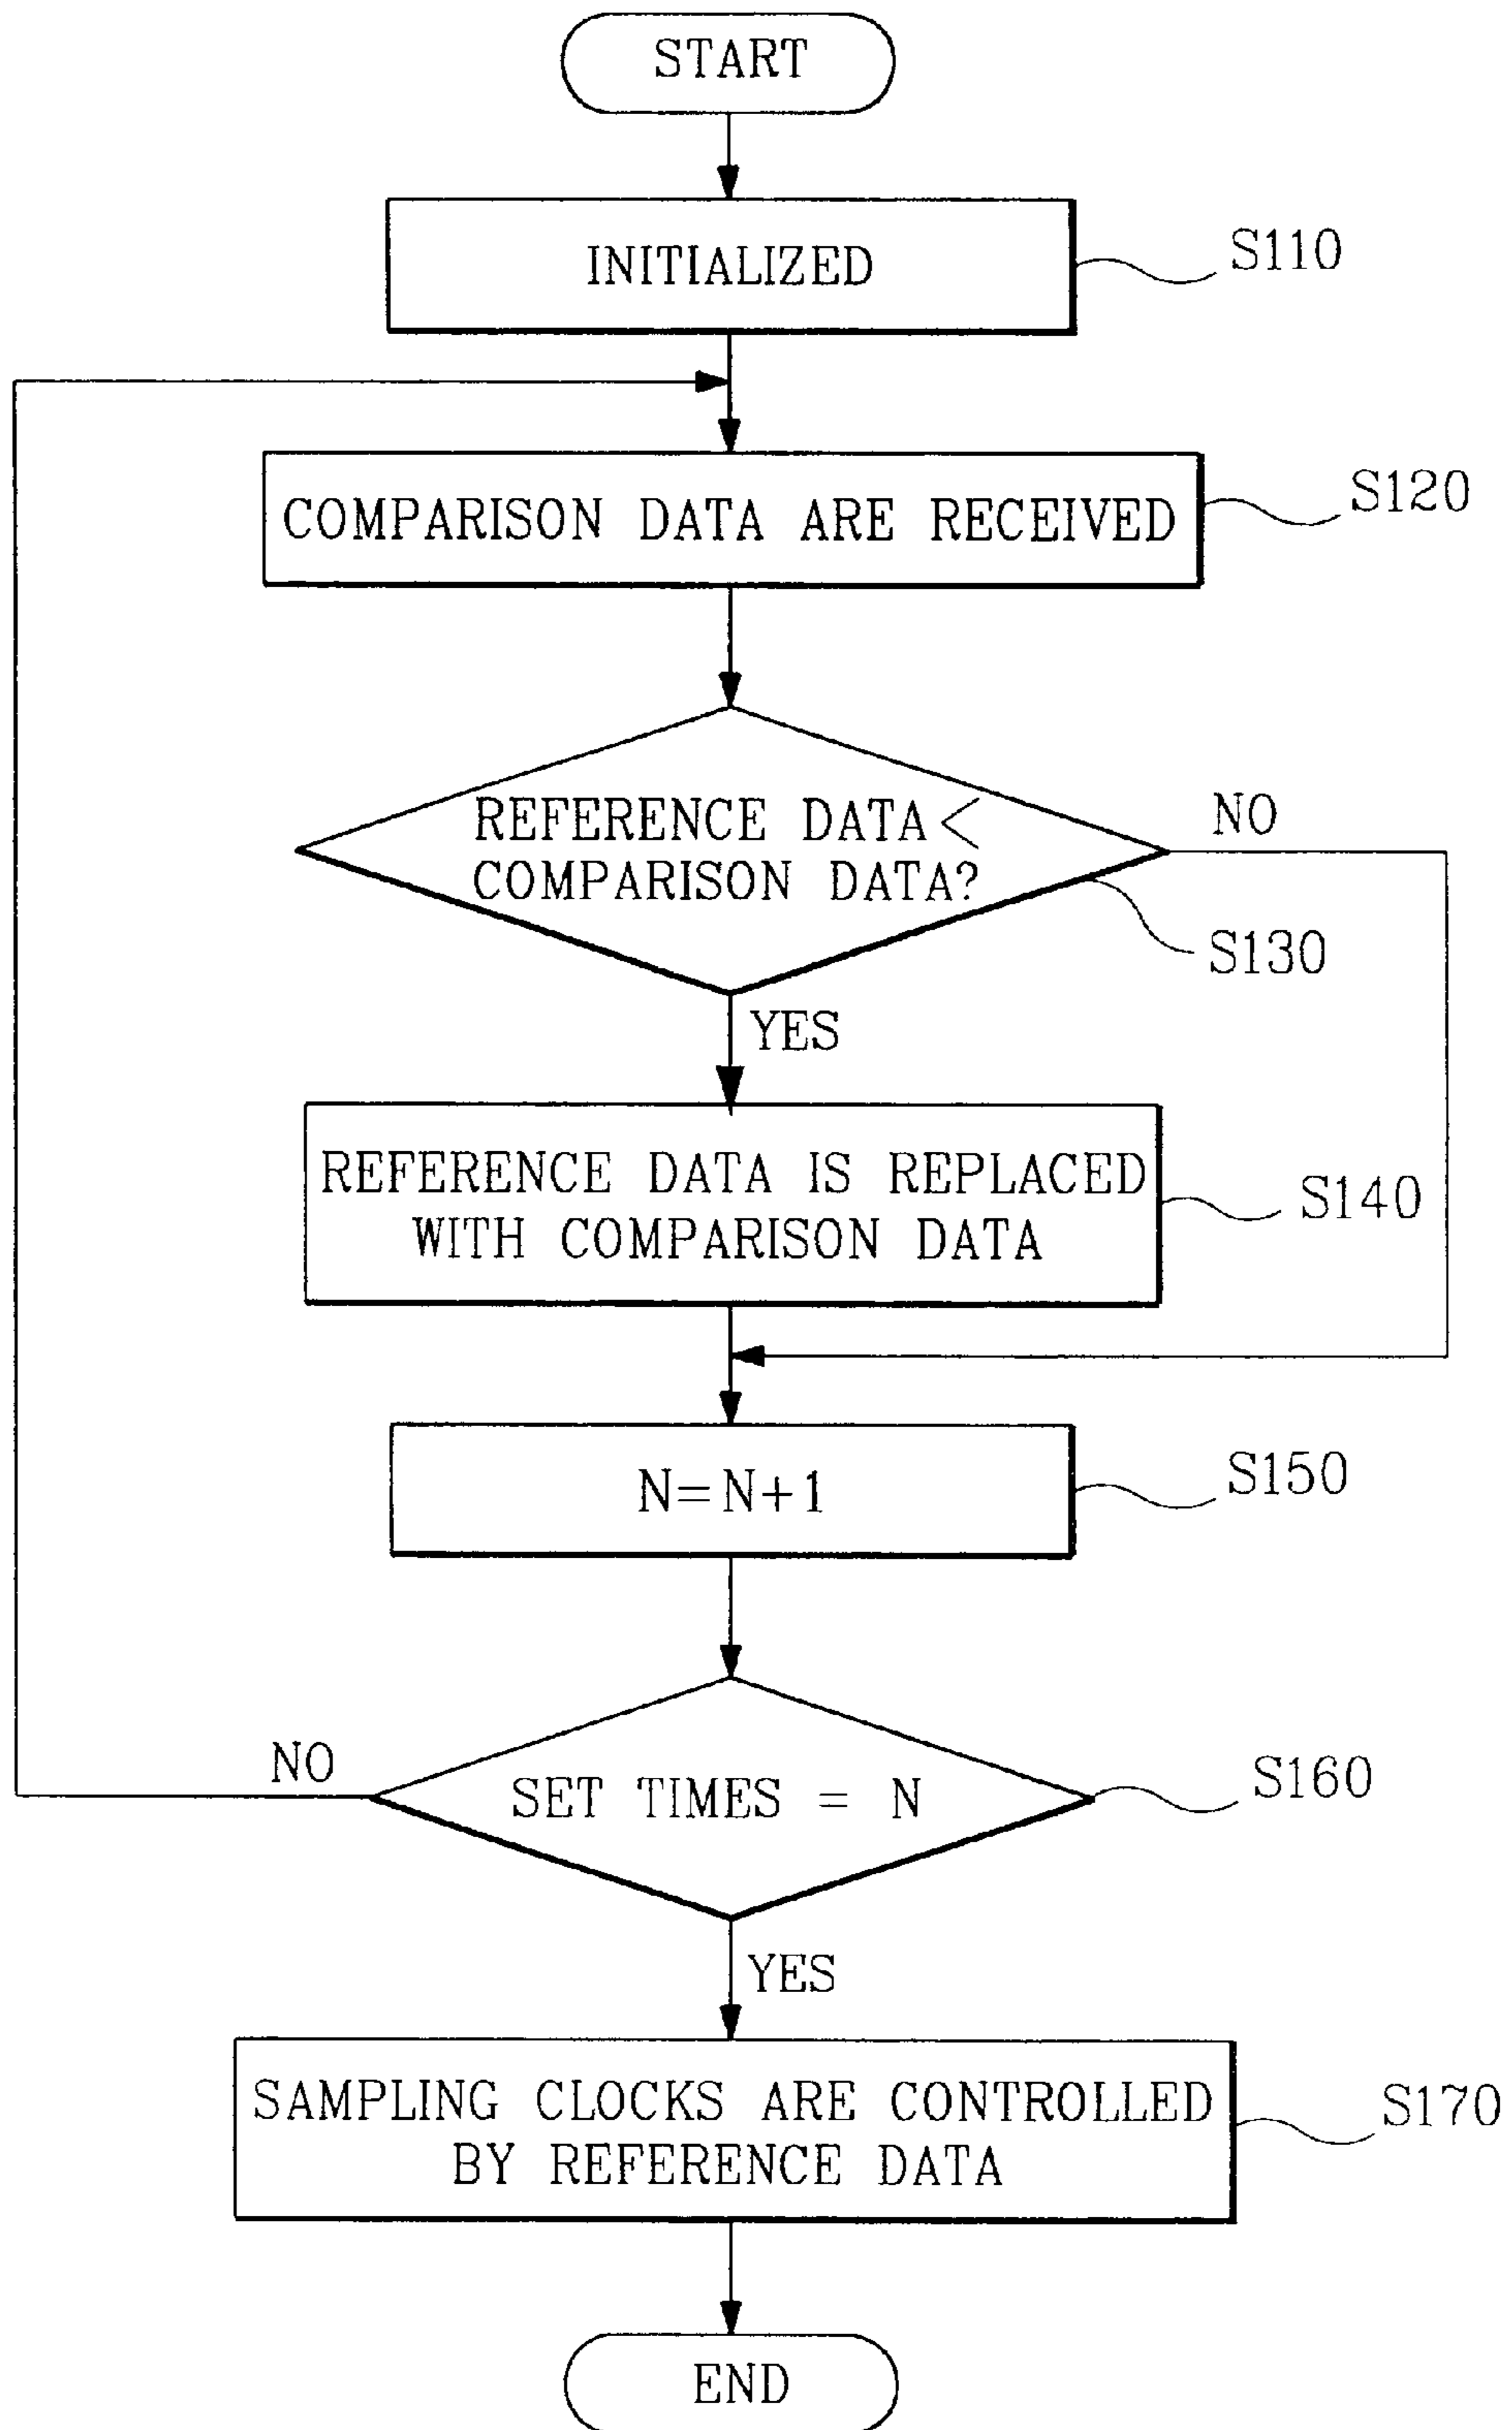 START
INITIALIZED
S110
COMPARISON DATA ARE RECEIVED
S120
REFERENCE DATA<
COMPARISON DATA?
NO
S130
YES
REFERENCE DATA IS REPLACED
WITH COMPARISON DATA
S140
N=N+1
S150
NO
SET TIMES = N
S160
YES
SAMPLING CLOCKS ARE CONTROLLED
BY REFERENCE DATA
S170
END